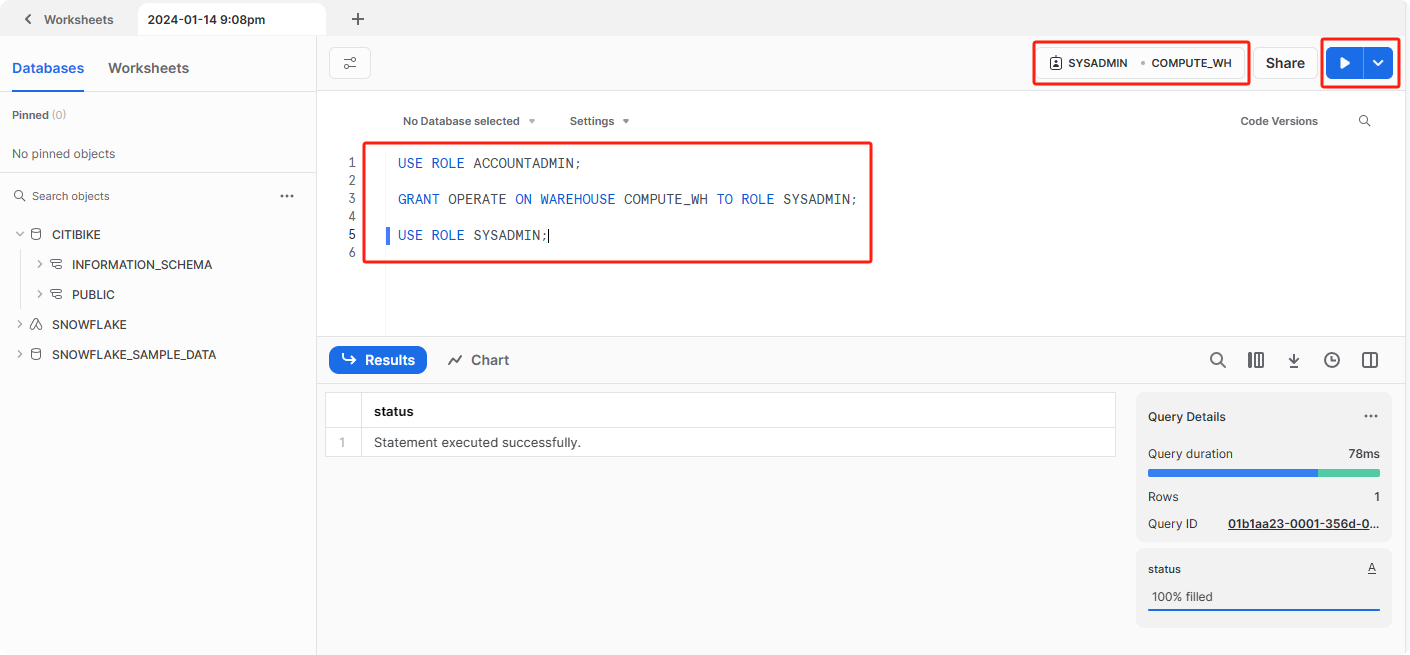 Worksheets
2024-01-14 9:08pm
Databases
Worksheets
SYSADMIN • COMPUTE_WH
Share
Pinned (0)
No pinned objects
Search objects
CITIBIKE
INFORMATION_SCHEMA
PUBLIC
SNOWFLAKE
SNOWFLAKE_SAMPLE_DATA
No Database selected
Settings
Code Versions
1 USE ROLE ACCOUNTADMIN;
2
3 GRANT OPERATE ON WAREHOUSE COMPUTE_WH TO ROLE SYSADMIN;
4
5 USE ROLE SYSADMIN;
6
Results
Chart
status
1 Statement executed successfully.
Query Details
Query duration 78ms
Rows 1
Query ID 01b1aa23-0001-356d-0...
status A
100% filled